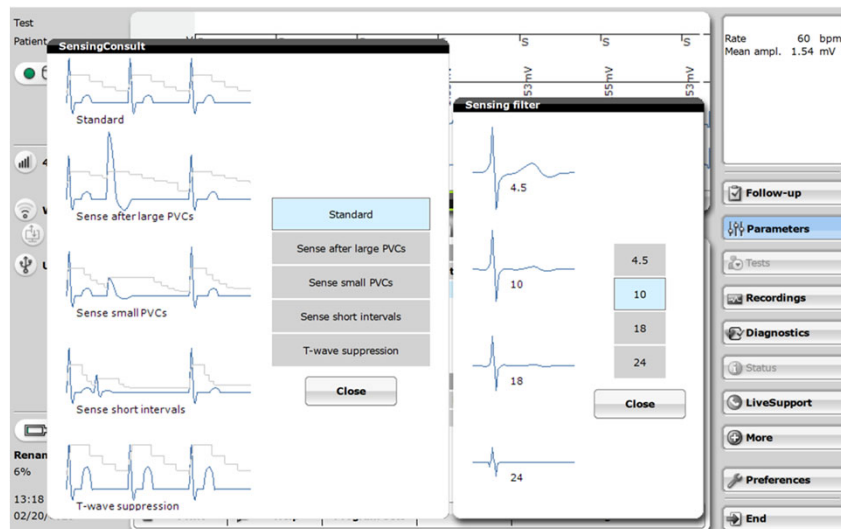 Test
Patient
SensingConsult
Standard
Sense after large PVCs
Sense small PVCs
Sense short intervals
T-wave suppression
Standard
Sense after large PVCs
Sense small PVCs
Sense short intervals
T-wave suppression
Close
S
S
S
S
53mV
55mV
53mV
Sensing filter
4.5
10
18
24
4.5
10
18
24
Close
Rate 60 bpm
Mean ampl. 1.54 mV
Follow-up
Parameters
Tests
Recordings
Diagnostics
Status
LiveSupport
More
Preferences
End
6%
13:18
02/20/